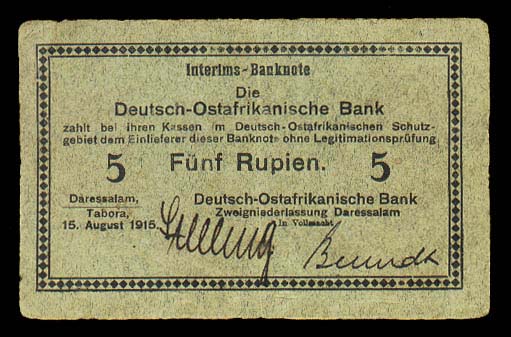 Interims-Banknote
Die
Deutsch-Ostafrikanische Bank
zahlt bei ihren Kassen im Deutsch-Ostafrikanischen Schutz-
gebiet dem Einlieferer dieser Banknote ohne Legitimationsprüfung
5 Fünf Rupien. 5
Daressalam, Deutsch-Ostafrikanische Bank
Tabora, Zweigniederlassung Daressalam
15. August 1915. In Vollmacht